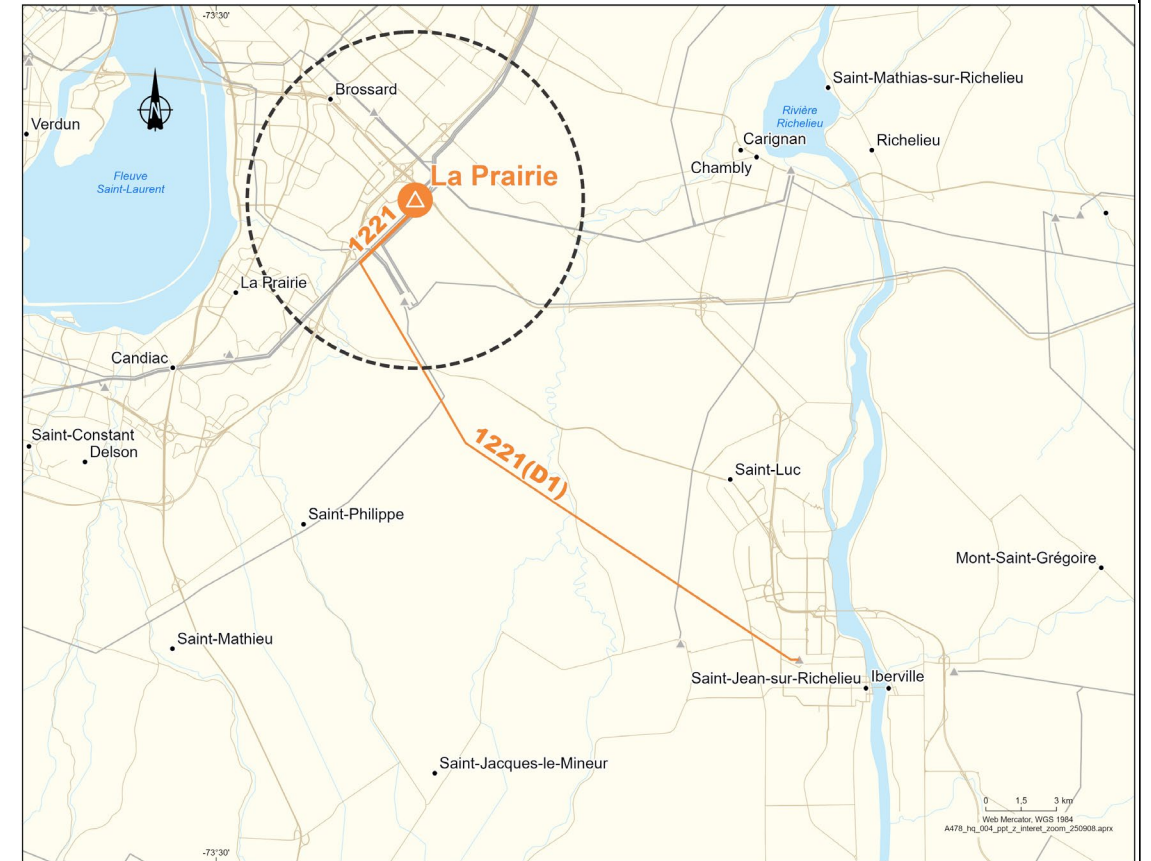 -73°30'
Brossard
Saint-Mathias-sur-Richelieu
Verdun
N
Rivière
Richelieu
Carignan
Richelieu
Chambly
Fleuve
Saint-Laurent
La Prairie
1221
La Prairie
Candiac
Saint-Constant
Delson
1221(D1)
Saint-Luc
Saint-Philippe
Mont-Saint-Grégoire
Saint-Mathieu
Saint-Jean-sur-Richelieu
Iberville
Saint-Jacques-le-Mineur
0 1,5 3 km
Web Mercator, WGS 1984
A478_hq_004_ppt_z_interet_zoom_250908.aprx
-73°30'